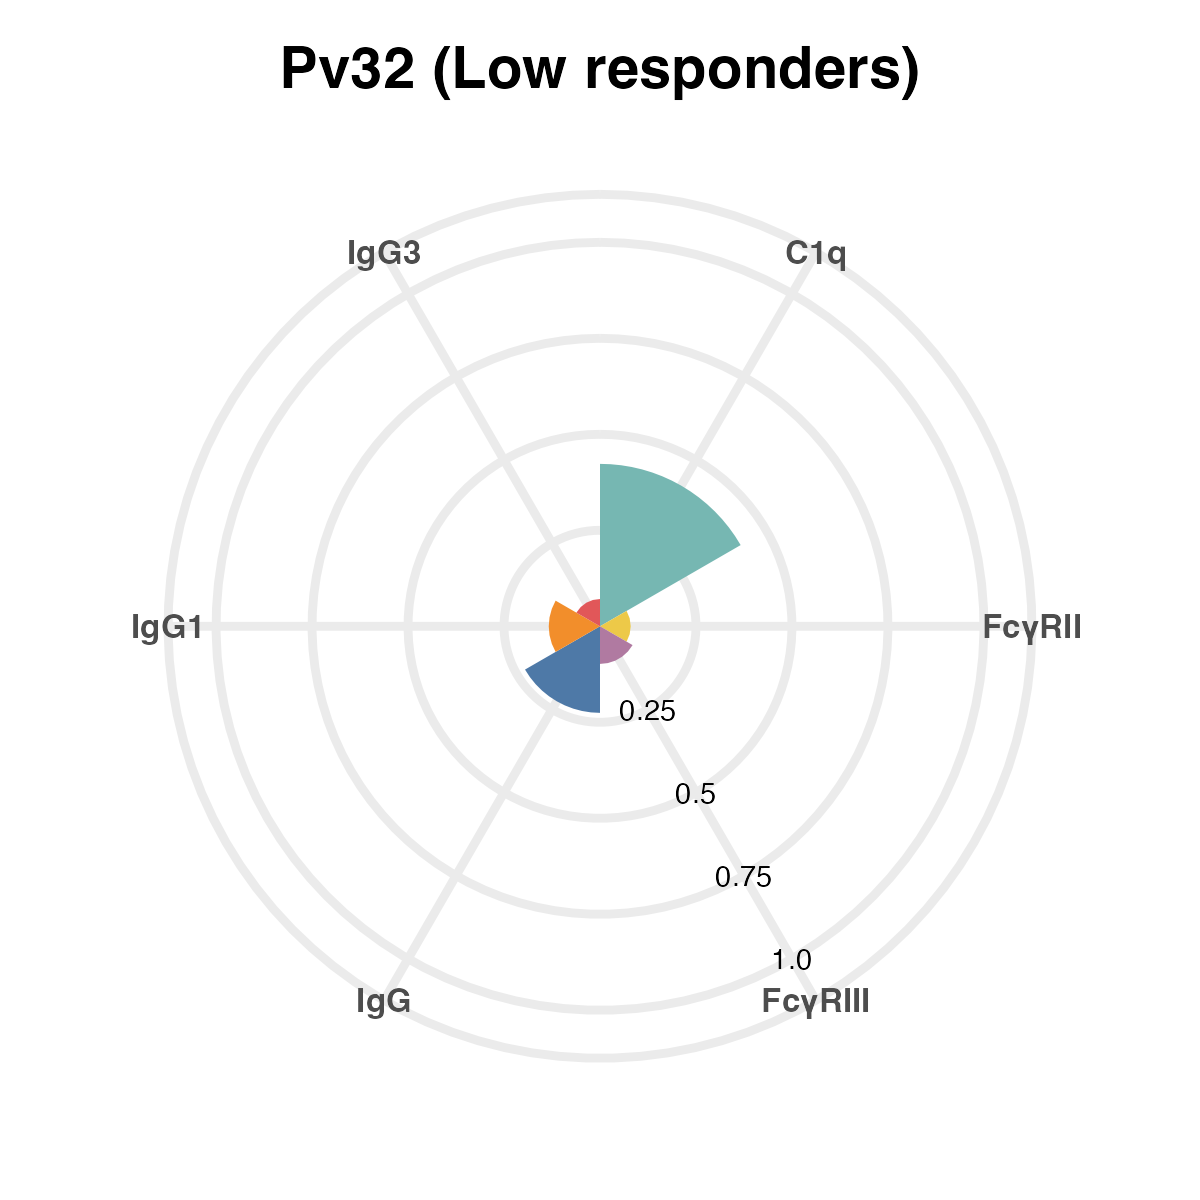 Pv32 (Low responders)
IgG3
C1q
IgG1
FcγRII
0.25
0.5
0.75
1.0
IgG
FcγRIII